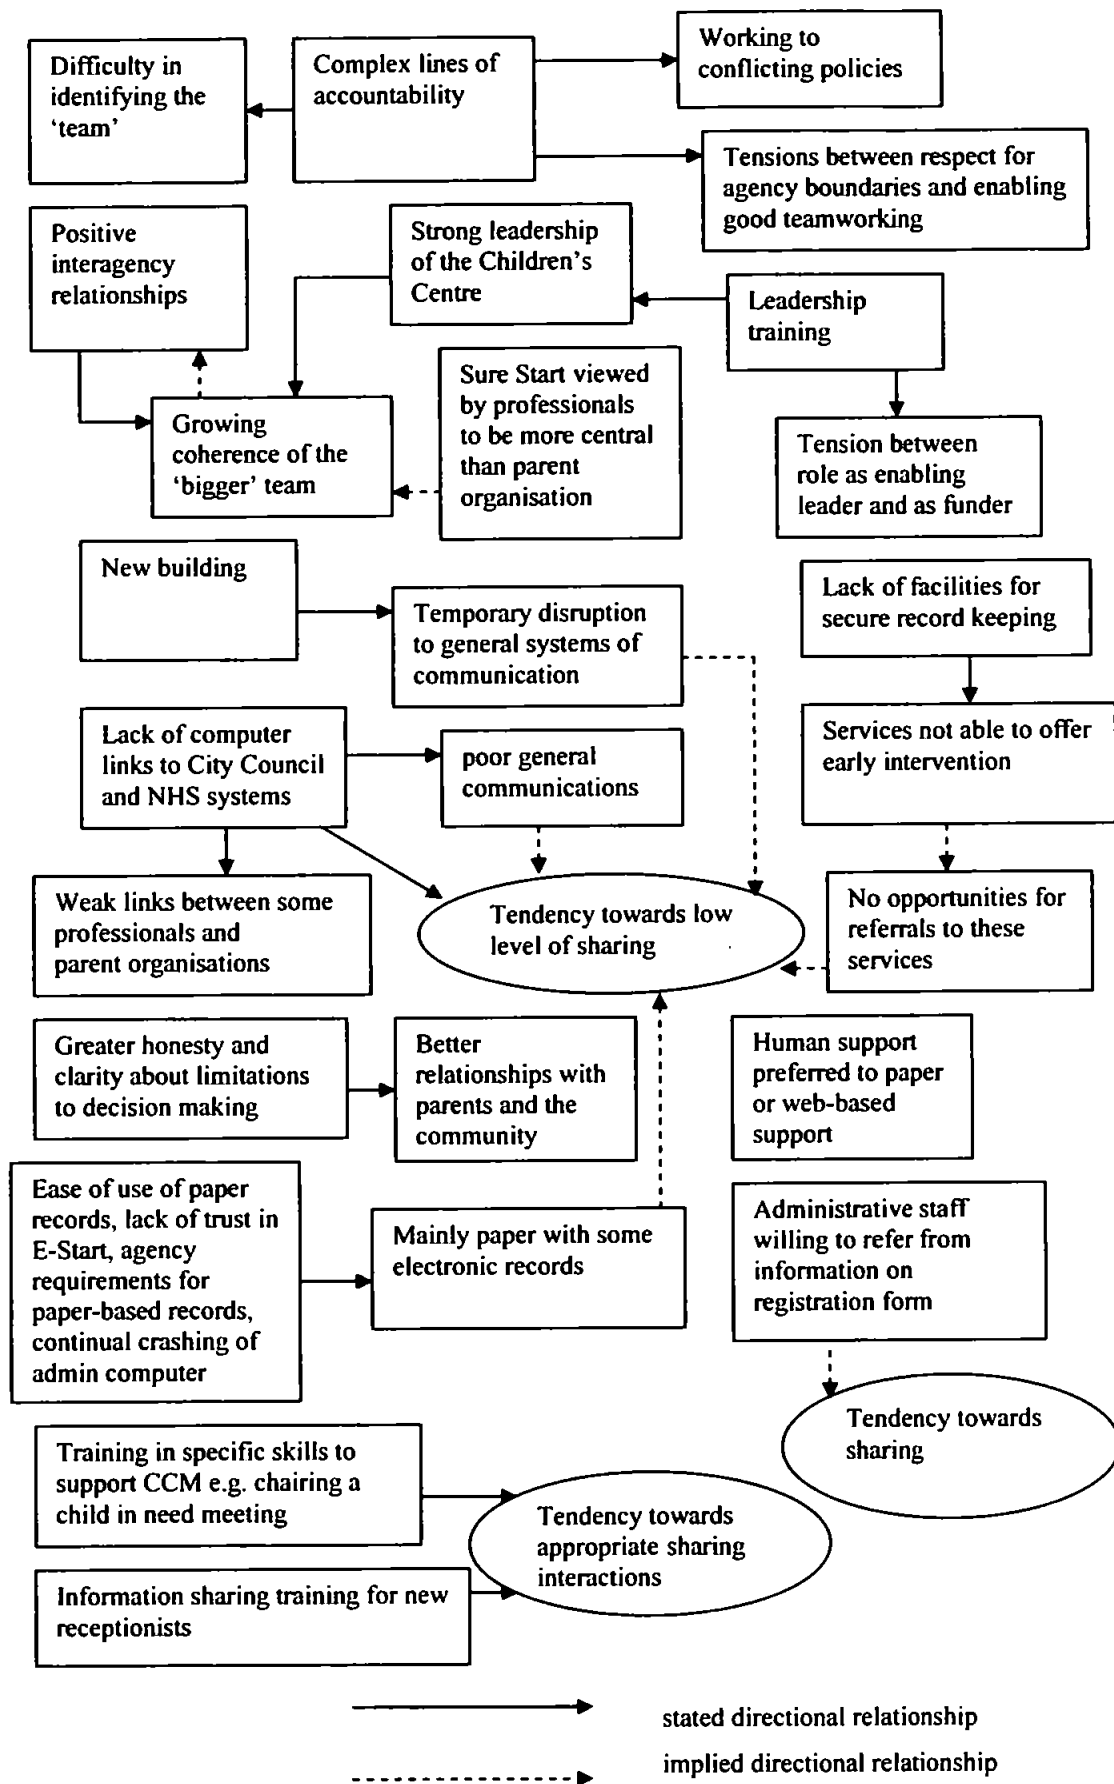 Difficulty in
identifying the
‘team’
Complex lines of
accountability
Working to
conflicting policies
Tensions between respect for
agency boundaries and enabling
good teamworking
Positive
interagency
relationships
Strong leadership
of the Children's
Centre
Leadership
training
Growing
coherence of the
‘bigger’ team
Sure Start viewed
by professionals
to be more central
than parent
organisation
Tension between
role as enabling
leader and as funder
New building
Temporary disruption
to general systems of
communication
Lack of facilities for
secure record keeping
Lack of computer
links to City Council
and NHS systems
poor general
communications
Services not able to offer
early intervention
Weak links between some
professionals and
parent organisations
Tendency towards low
level of sharing
No opportunities for
referrals to these
services
Greater honesty and
clarity about limitations
to decision making
Better
relationships with
parents and the
community
Human support
preferred to paper
or web-based
support
Ease of use of paper
records, lack of trust in
E-Start, agency
requirements for
paper-based records,
continual crashing of
admin computer
Mainly paper with some
electronic records
Administrative staff
willing to refer from
information on
registration form
Tendency towards
sharing
Training in specific skills to
support CCM e.g. chairing a
child in need meeting
Tendency towards
appropriate sharing
interactions
Information sharing training for new
receptionists
stated directional relationship
implied directional relationship